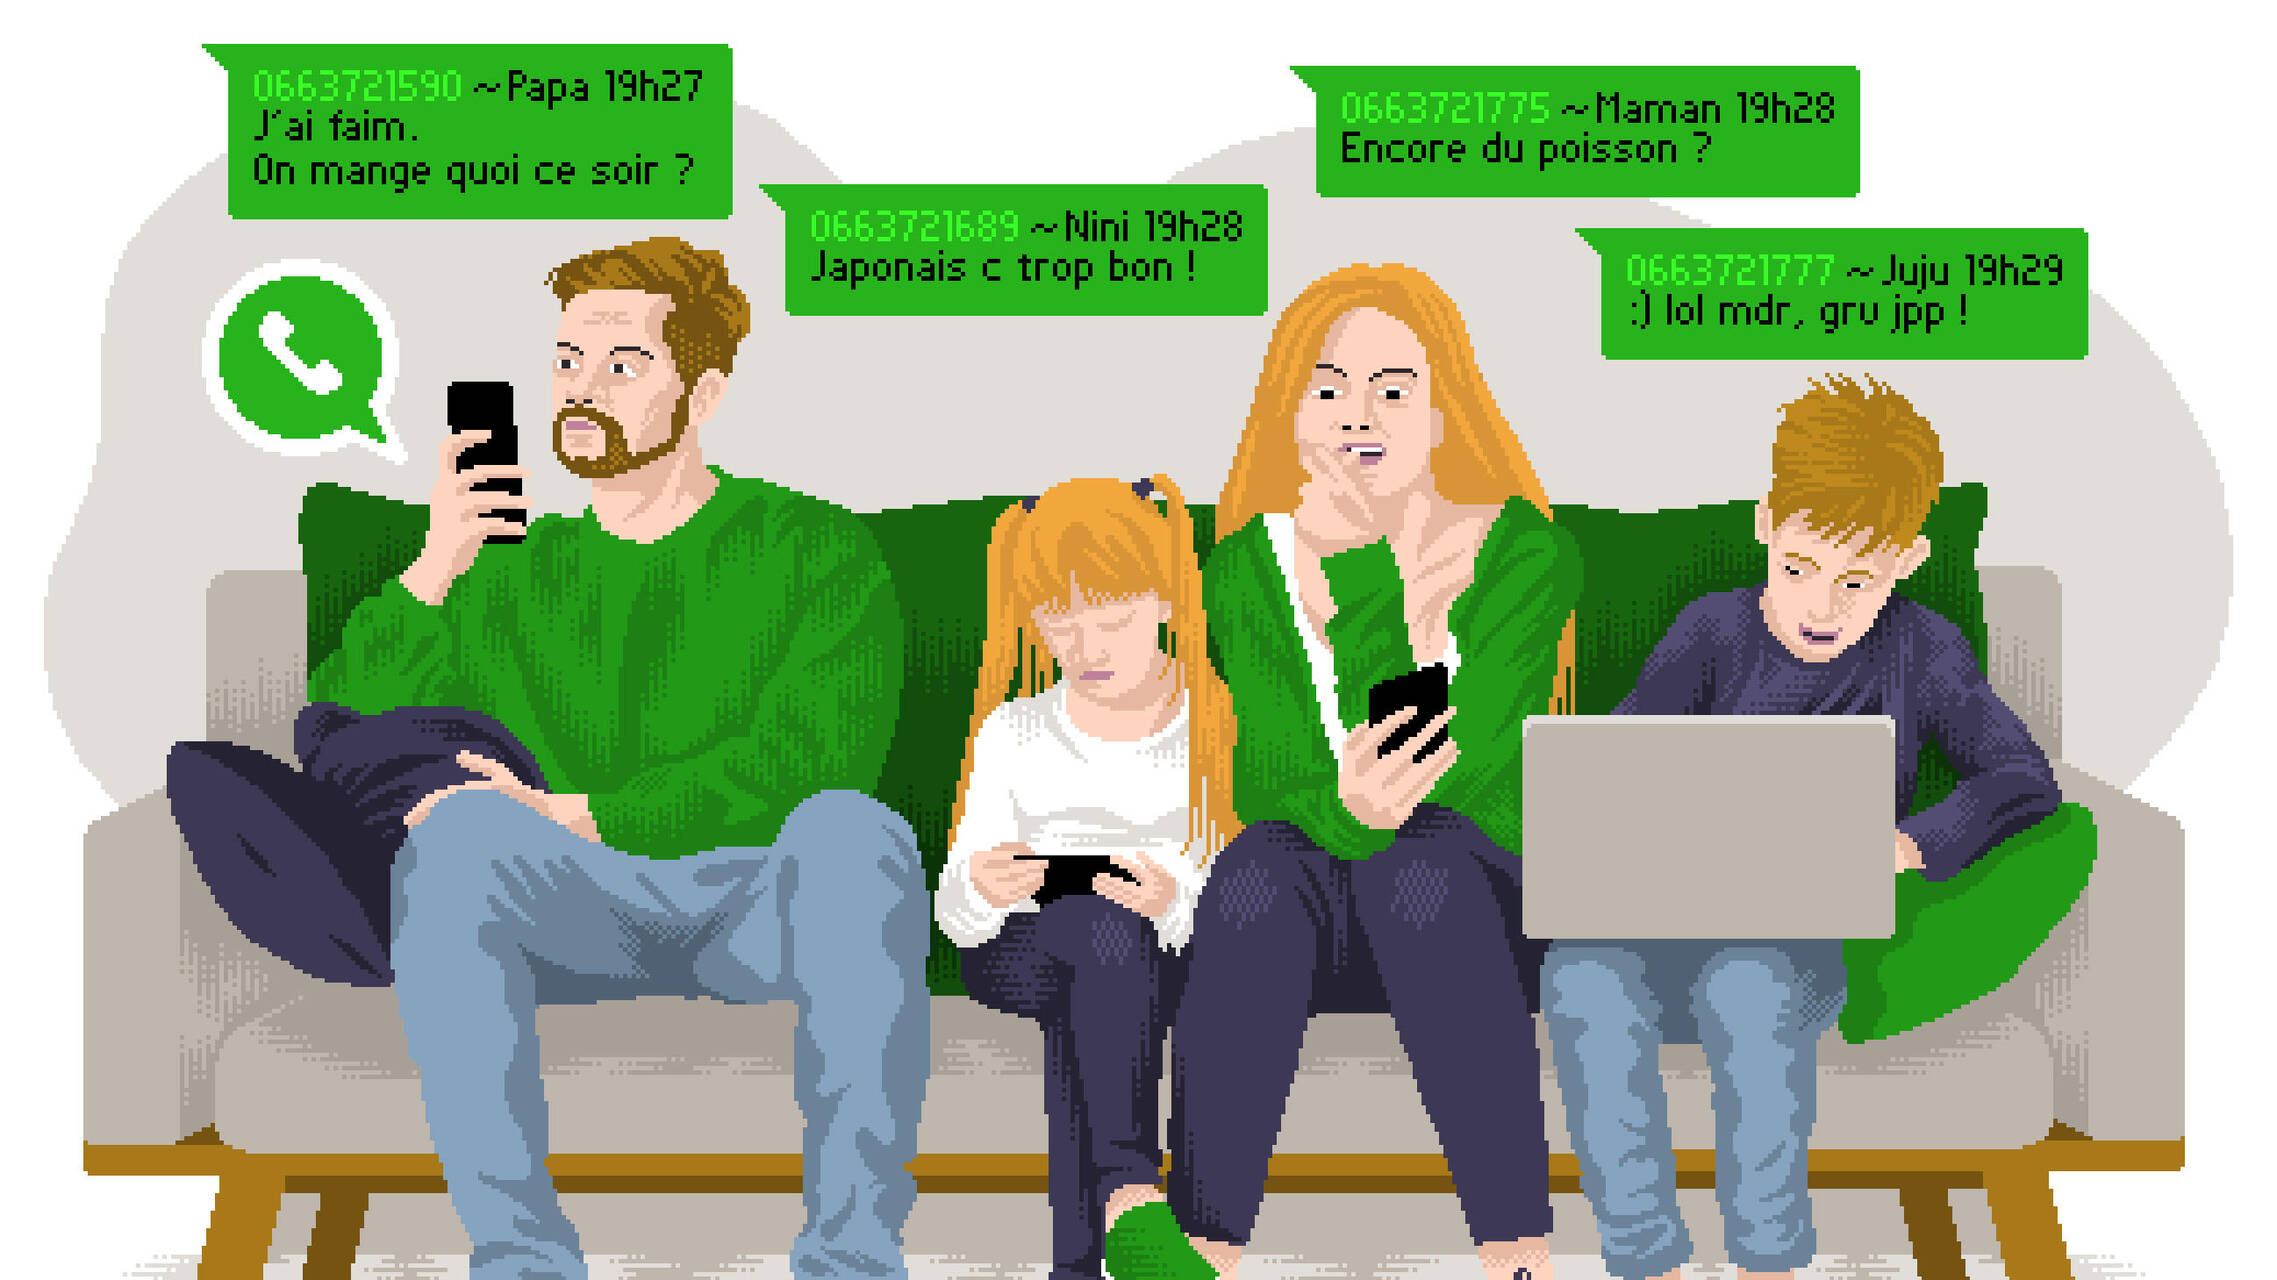 0663721590 ~Papa 19h27
J'ai faim.
On mange quoi ce soir ?
0663721689 ~Nini 19h28
Japonais c trop bon !
0663721775 ~Maman 19h28
Encore du poisson ?
0663721777 ~Juju 19h29
:) lol mdr, gru jpp !